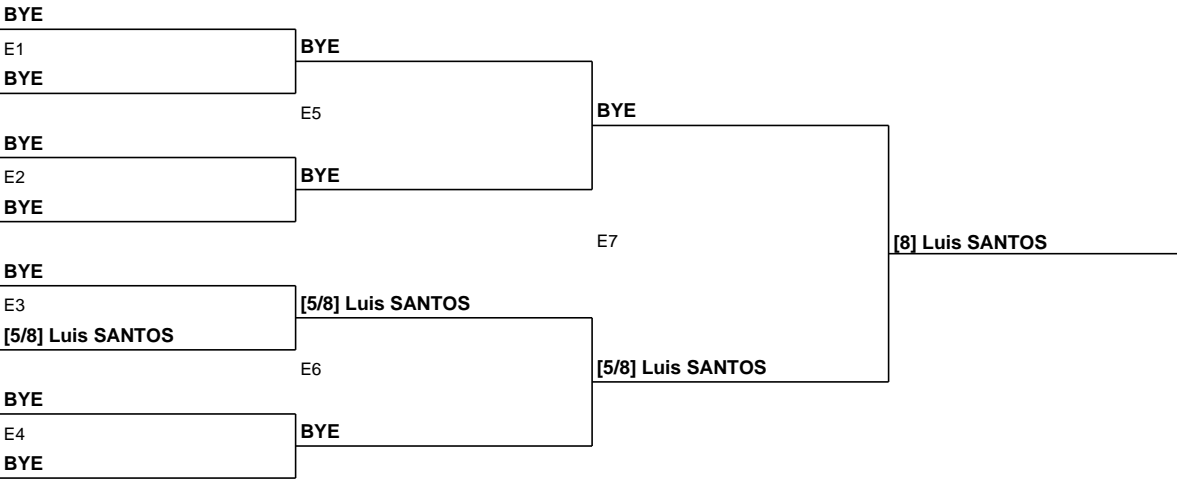 BYE
E1
BYE
BYE
E5
BYE
BYE
E2
BYE
BYE
E7
[8] Luis SANTOS
BYE
E3
[5/8] Luis SANTOS
[5/8] Luis SANTOS
E6
[5/8] Luis SANTOS
BYE
E4
BYE
BYE